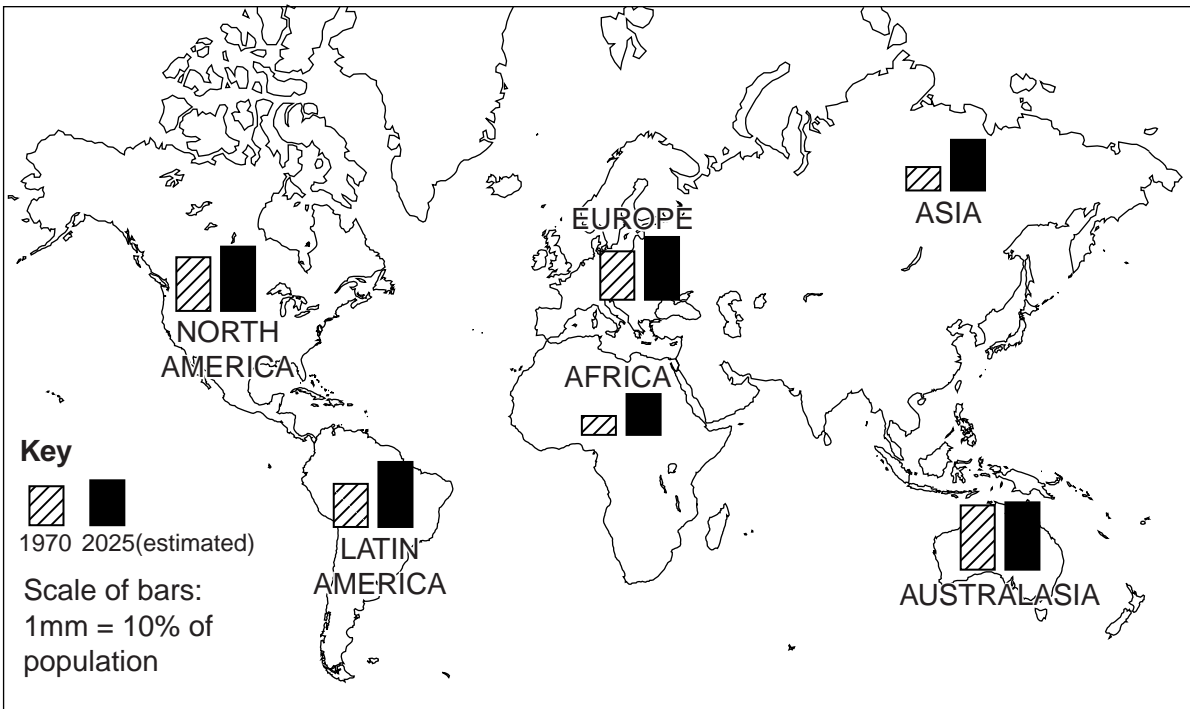 ASIA
EUROPE
NORTH
AMERICA
AFRICA
Key
1970 2025(estimated)
Scale of bars:
1mm = 10% of
population
LATIN
AMERICA
AUSTRALASIA